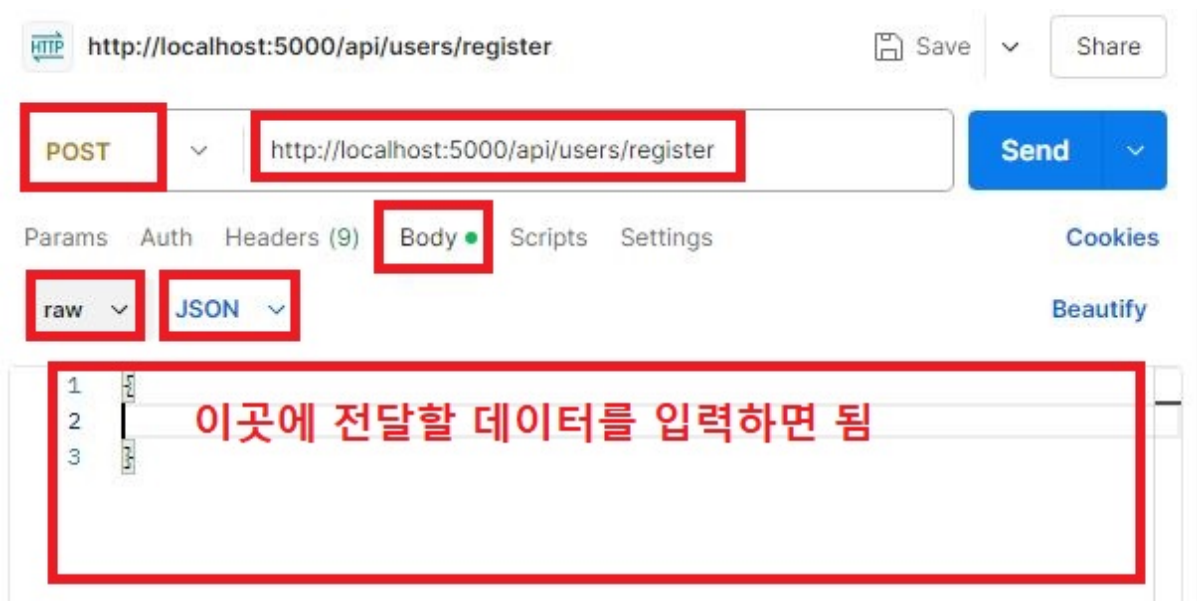 HTTP http://localhost:5000/api/users/register Save Share
POST http://localhost:5000/api/users/register Send
Params Auth Headers (9) Body Scripts Settings Cookies
raw JSON Beautify
1 {
2 이곳에 전달할 데이터를 입력하면 됨
3 }